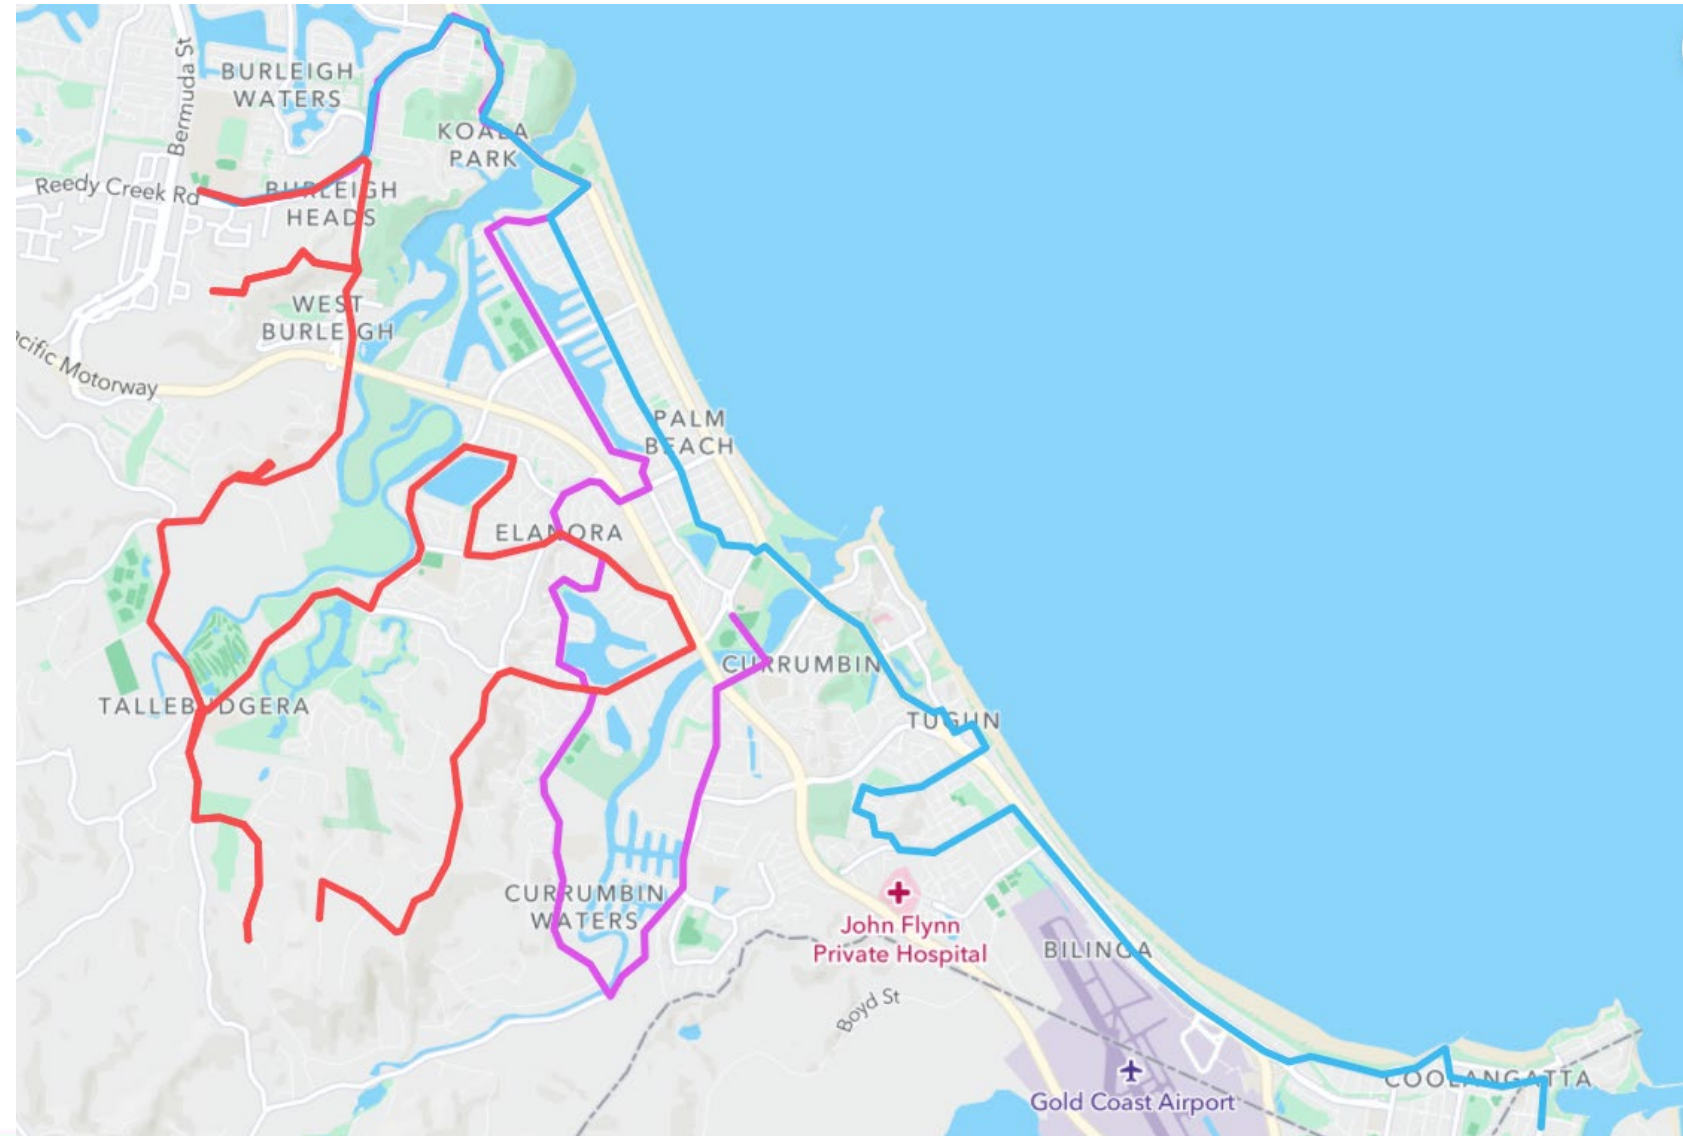 BURLEIGH
WATERS
Bermuda St
KOALA
PARK
Reedy Creek Rd
BURLEIGH
HEADS
WEST
BURLEIGH
acific Motorway
PALM
BEACH
ELANORA
CURRUMBIN
TALLEBUDGERA
TUGUN
CURRUMBIN
WATERS
John Flynn
Private Hospital
BILINGA
Boyd St
COOLANGATTA
Gold Coast Airport